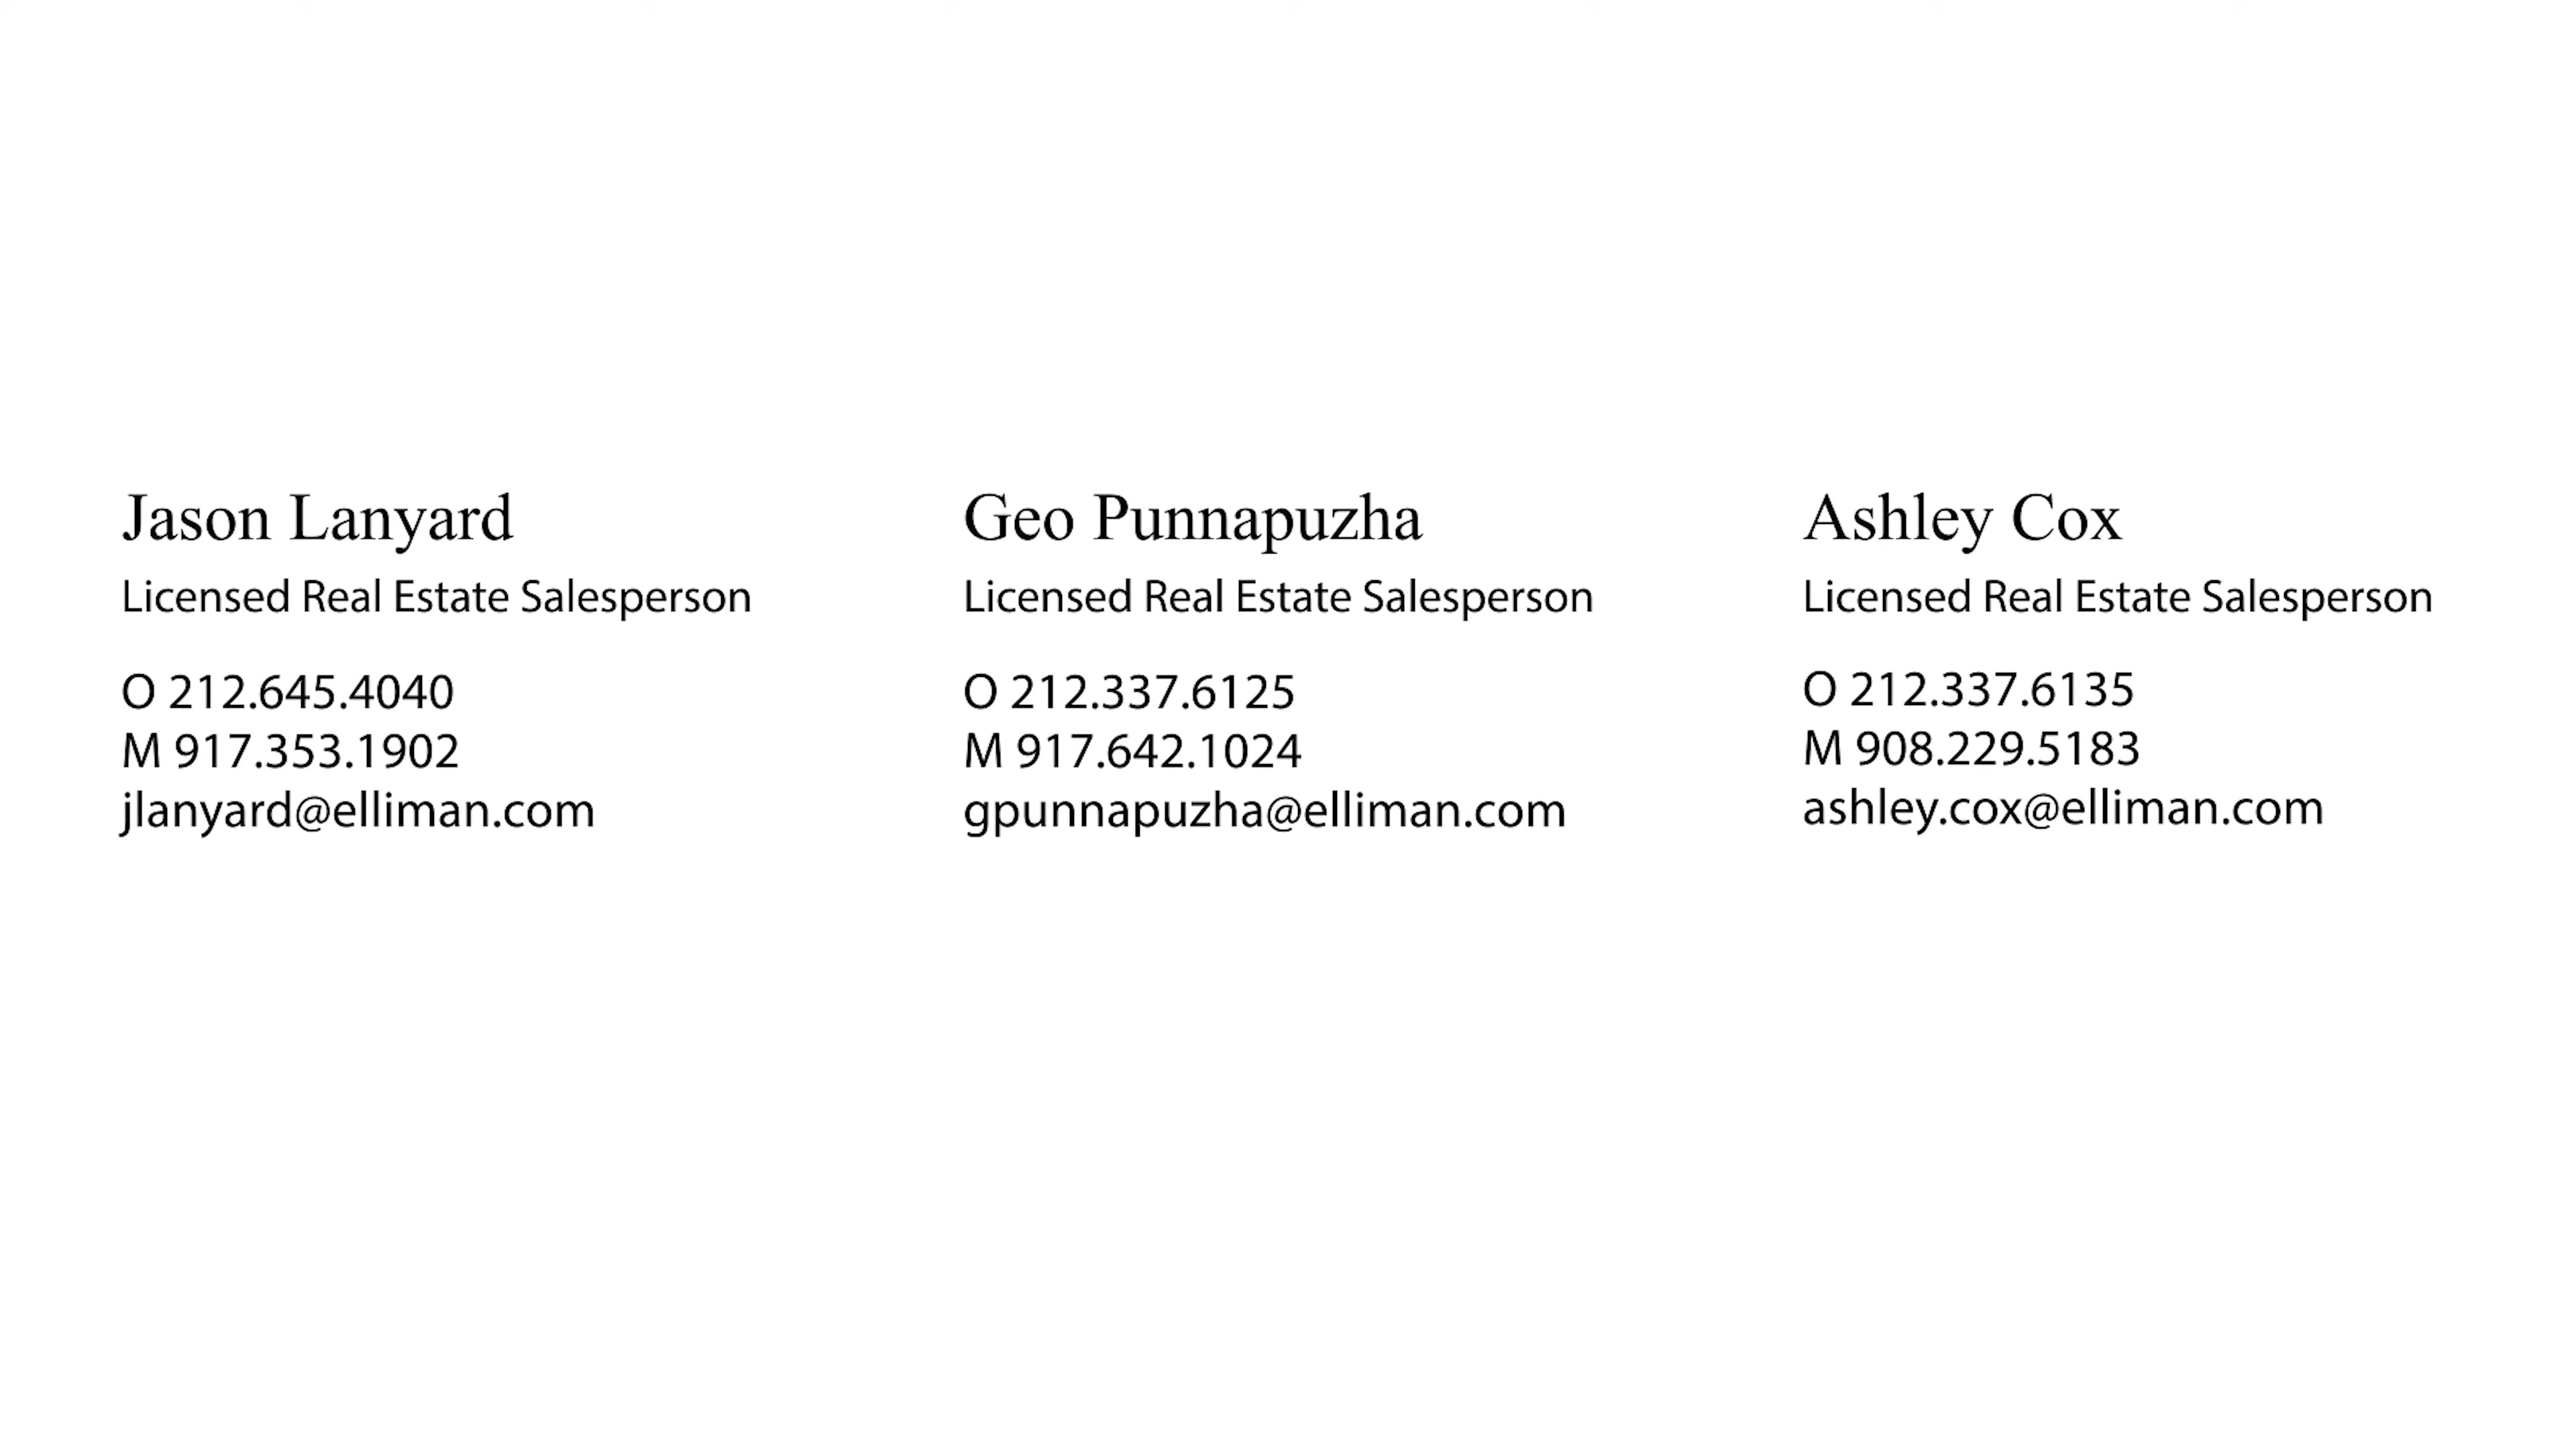 Jason Lanyard
Licensed Real Estate Salesperson
O 212.645.4040
M 917.353.1902
jlanyard@elliman.com
Geo Punnapuzha
Licensed Real Estate Salesperson
O 212.337.6125
M 917.642.1024
gpunnapuzha@elliman.com
Ashley Cox
Licensed Real Estate Salesperson
O 212.337.6135
M 908.229.5183
ashley.cox@elliman.com